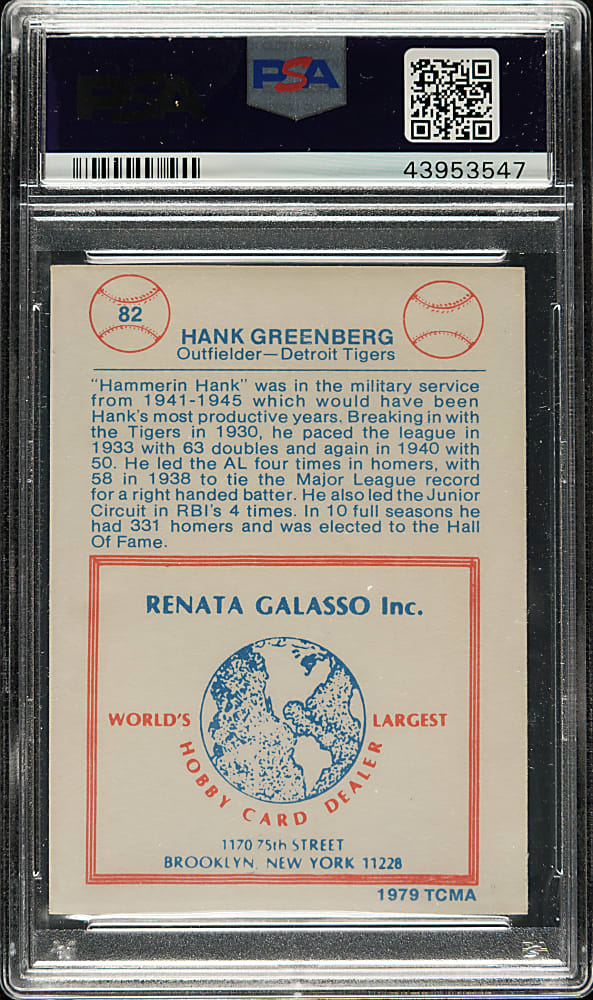 PSA
PSA
43953547
82
HANK GREENBERG
Outfielder—Detroit Tigers
"Hammerin Hank" was in the military service
from 1941-1945 which would have been
Hank's most productive years. Breaking in with
the Tigers in 1930, he paced the league in
1933 with 63 doubles and again in 1940 with
50. He led the AL four times in homers, with
58 in 1938 to tie the Major League record
for a right handed batter. He also led the Junior
Circuit in RBI's 4 times. In 10 full seasons he
had 331 homers and was elected to the Hall
Of Fame.
RENATA GALASSO Inc.
WORLD'S LARGEST
HOBBY CARD DEALER
1170 75th STREET
BROOKLYN, NEW YORK 11228
1979 TCMA